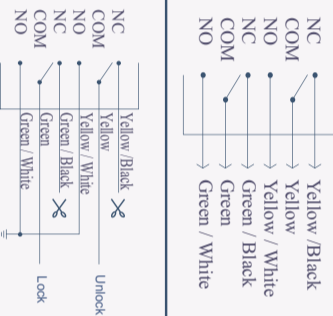 NC
COM
NO
NC
COM
NO
Yellow /Black
Yellow
Yellow / White
Green / Black
Green
Green / White
Unlock
Lock
NC
COM
NO
NC
COM
NO
Yellow /Black
Yellow
Yellow / White
Green / Black
Green
Green / White